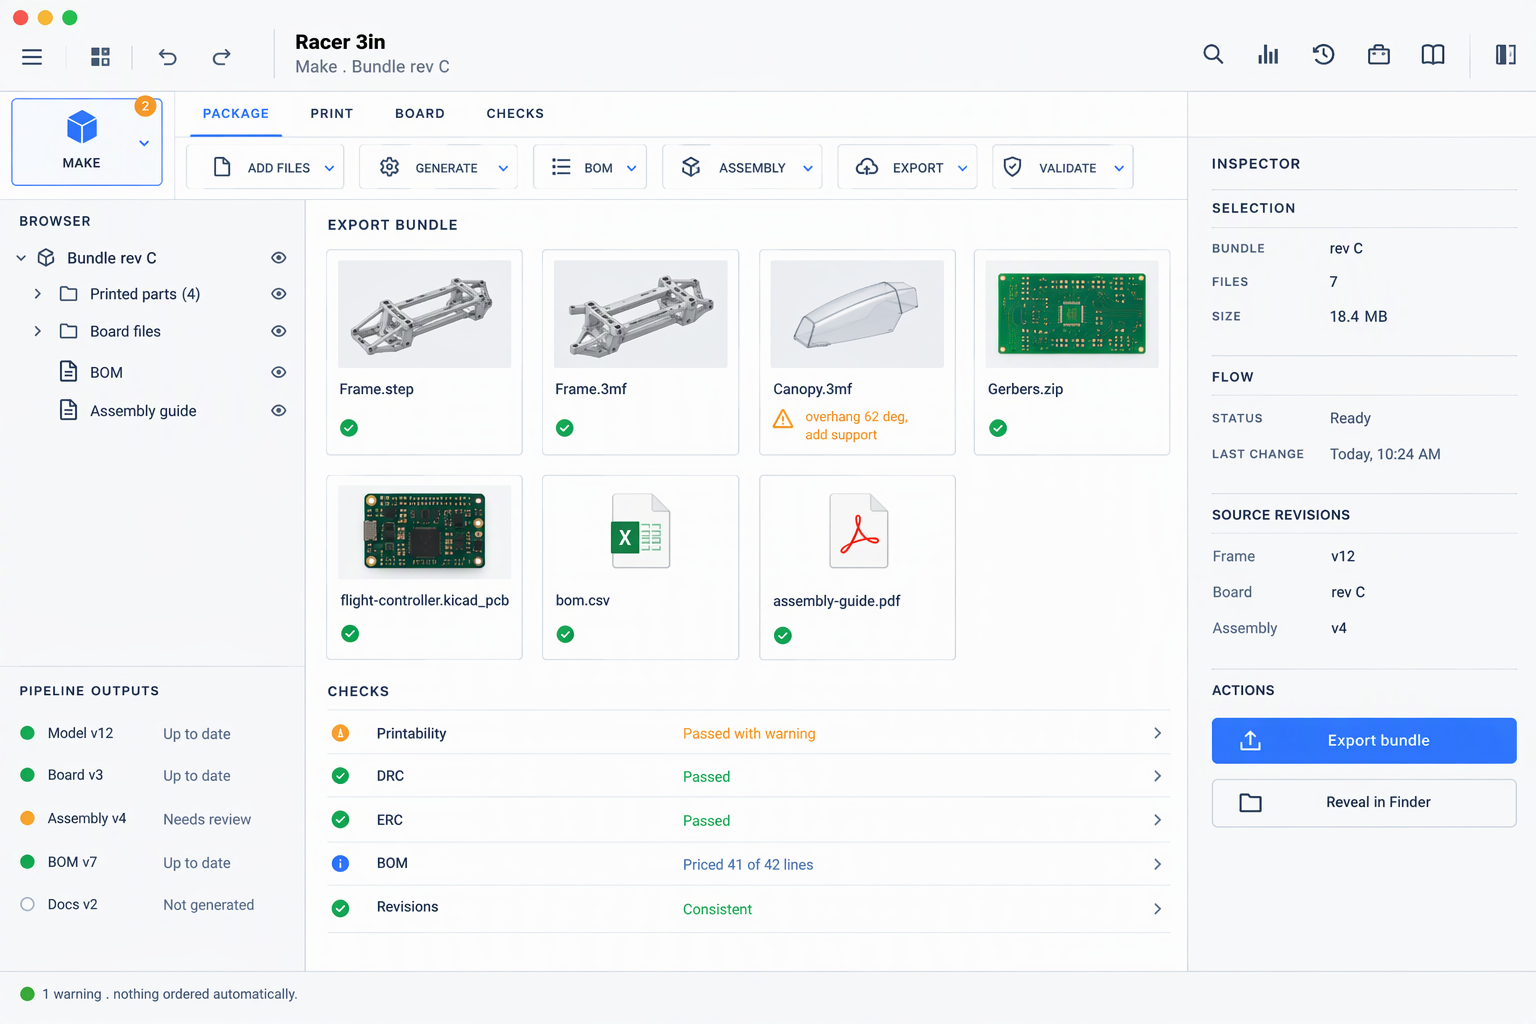 Racer 3in
Make . Bundle rev C
2
MAKE
PACKAGE
PRINT
BOARD
CHECKS
ADD FILES
GENERATE
BOM
ASSEMBLY
EXPORT
VALIDATE
BROWSER
Bundle rev C
Printed parts (4)
Board files
BOM
Assembly guide
PIPELINE OUTPUTS
Model v12 Up to date
Board v3 Up to date
Assembly v4 Needs review
BOM v7 Up to date
Docs v2 Not generated
EXPORT BUNDLE
Frame.step
Frame.3mf
Canopy.3mf
overhang 62 deg,
add support
Gerbers.zip
flight-controller.kicad_pcb
X
bom.csv
assembly-guide.pdf
CHECKS
Printability Passed with warning
DRC Passed
ERC Passed
BOM Priced 41 of 42 lines
Revisions Consistent
INSPECTOR
SELECTION
BUNDLE rev C
FILES 7
SIZE 18.4 MB
FLOW
STATUS Ready
LAST CHANGE Today, 10:24 AM
SOURCE REVISIONS
Frame v12
Board rev C
Assembly v4
ACTIONS
Export bundle
Reveal in Finder
1 warning . nothing ordered automatically.